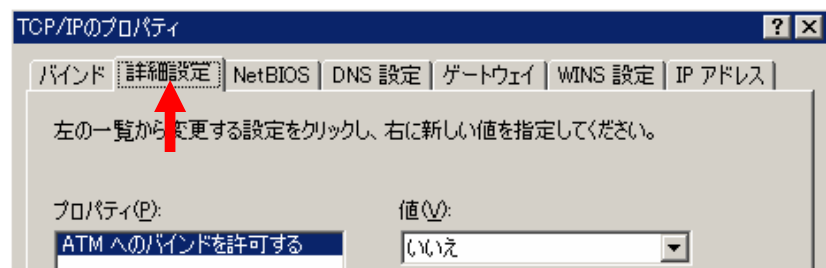 TCP/IPのプロパティ
バインド 詳細設定 NetBIOS DNS 設定 ゲートウェイ WINS 設定 IP アドレス
左の一覧から変更する設定をクリックし、右に新しい値を指定してください。
プロパティ(P): 値(V):
ATM へのバインドを許可する いいえ